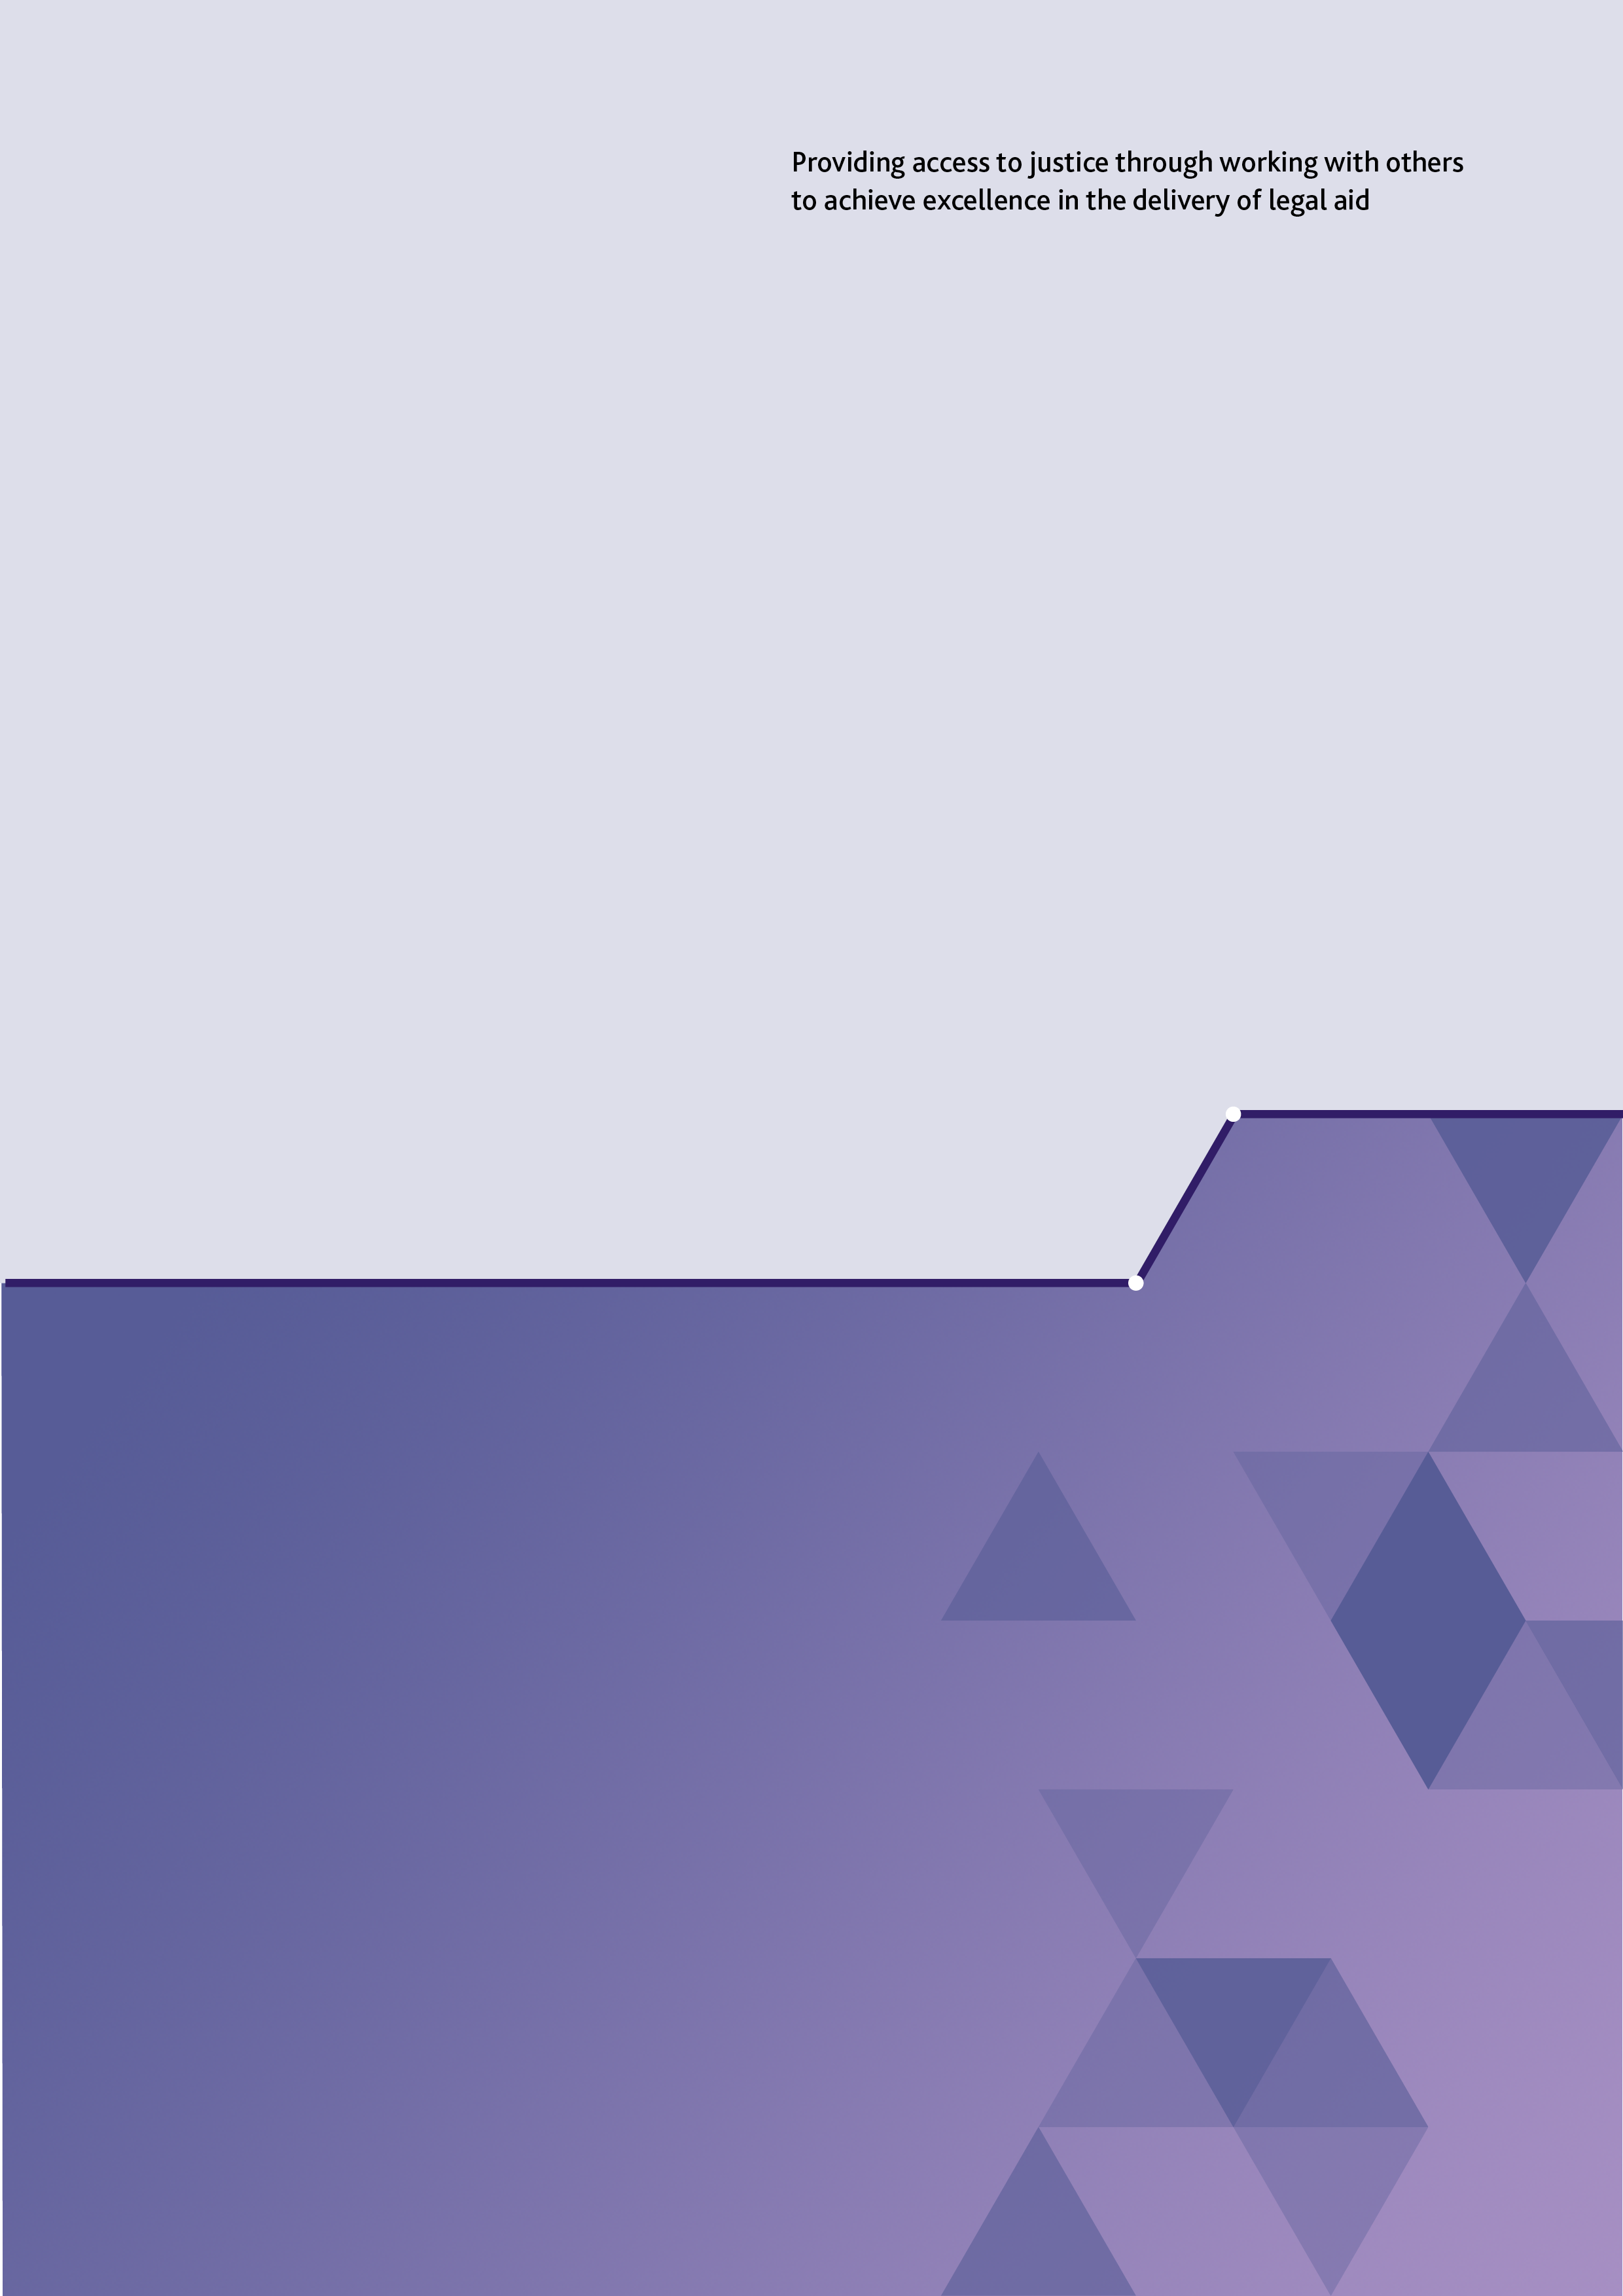 Providing access to justice through working with others
to achieve excellence in the delivery of legal aid